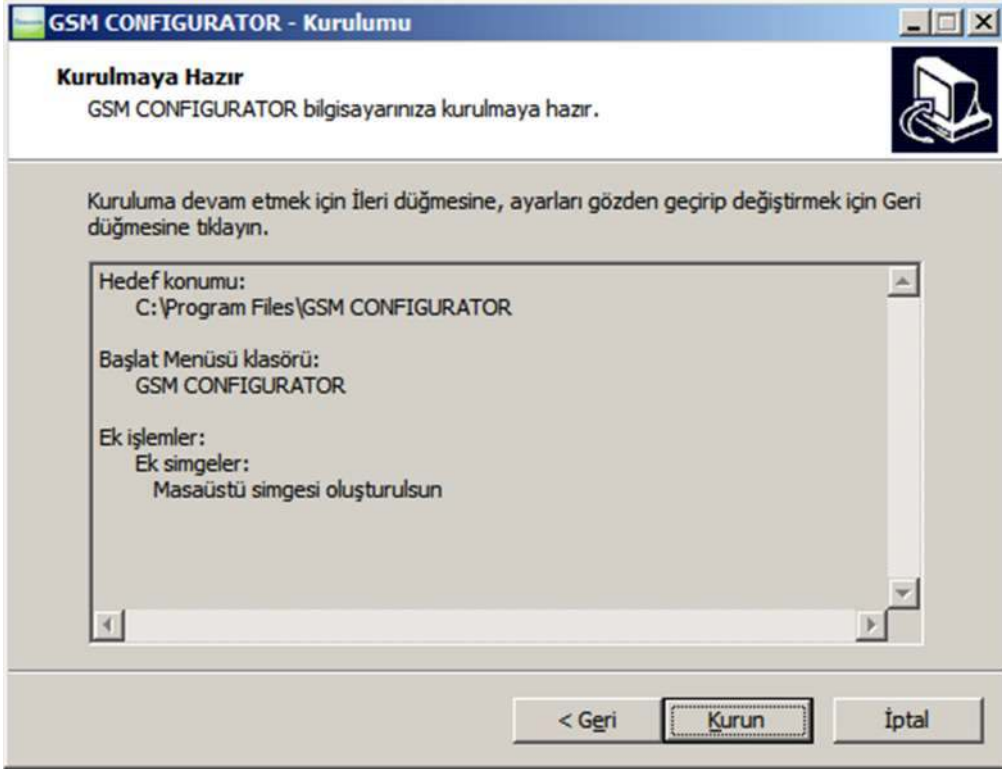 GSM CONFIGURATOR - Kurulumu
Kurulmaya Hazır
GSM CONFIGURATOR bilgisayarınıza kurulmaya hazır.
Kuruluma devam etmek için İleri düğmesine, ayarları gözden geçirip değiştirmek için Geri
düğmesine tıklayın.
Hedef konumu:
C:\Program Files\GSM CONFIGURATOR
Başlat Menüsü klasörü:
GSM CONFIGURATOR
Ek işlemler:
Ek simgeler:
Masaüstü simgesi oluşturulsun
< Geri
Kurun
İptal